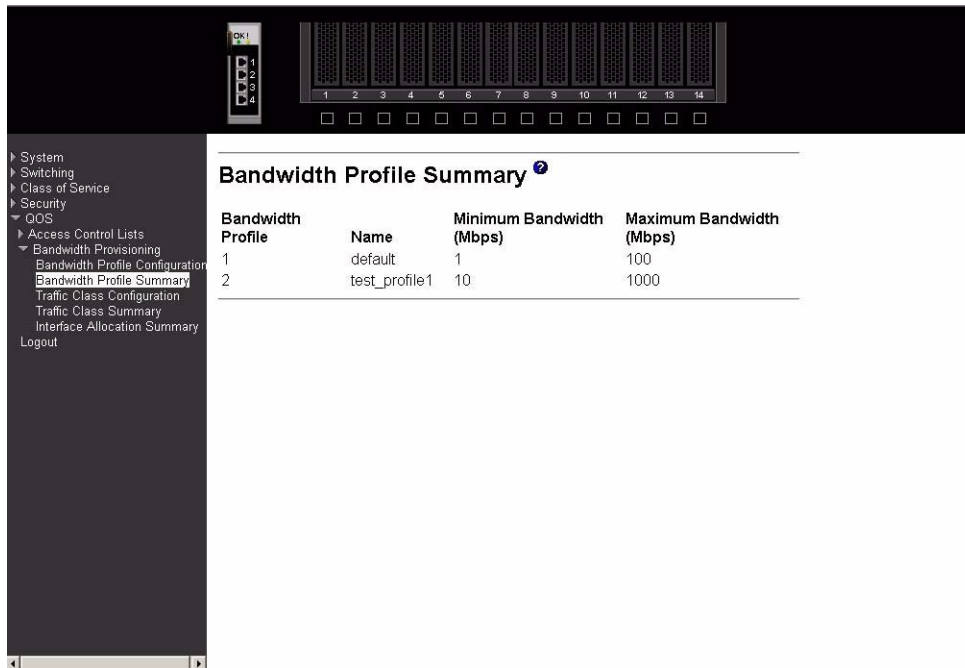 OK!
1
2
3
4
1 2 3 4 5 6 7 8 9 10 11 12 13 14
System
Switching
Class of Service
Security
QOS
Access Control Lists
Bandwidth Provisioning
Bandwidth Profile Configuration
Bandwidth Profile Summary
Traffic Class Configuration
Traffic Class Summary
Interface Allocation Summary
Logout
Bandwidth Profile Summary ?
Bandwidth Profile Name Minimum Bandwidth (Mbps) Maximum Bandwidth (Mbps)
1 default 1 100
2 test_profile1 10 1000